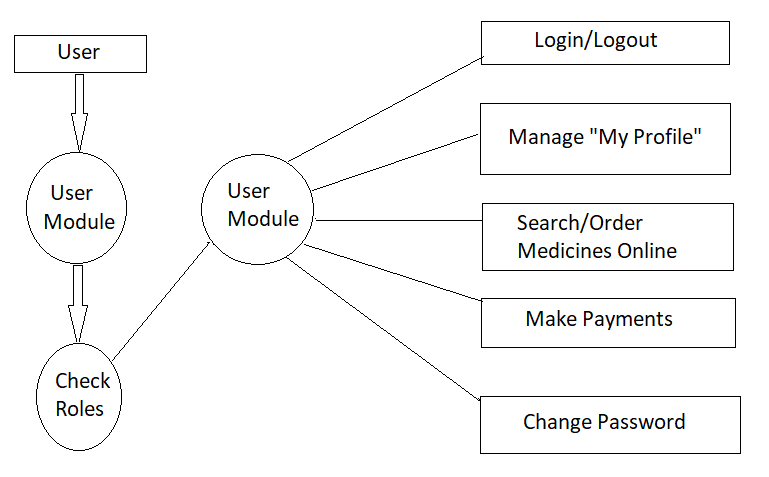 User
User
Module
Check
Roles
User
Module
Login/Logout
Manage "My Profile"
Search/Order
Medicines Online
Make Payments
Change Password